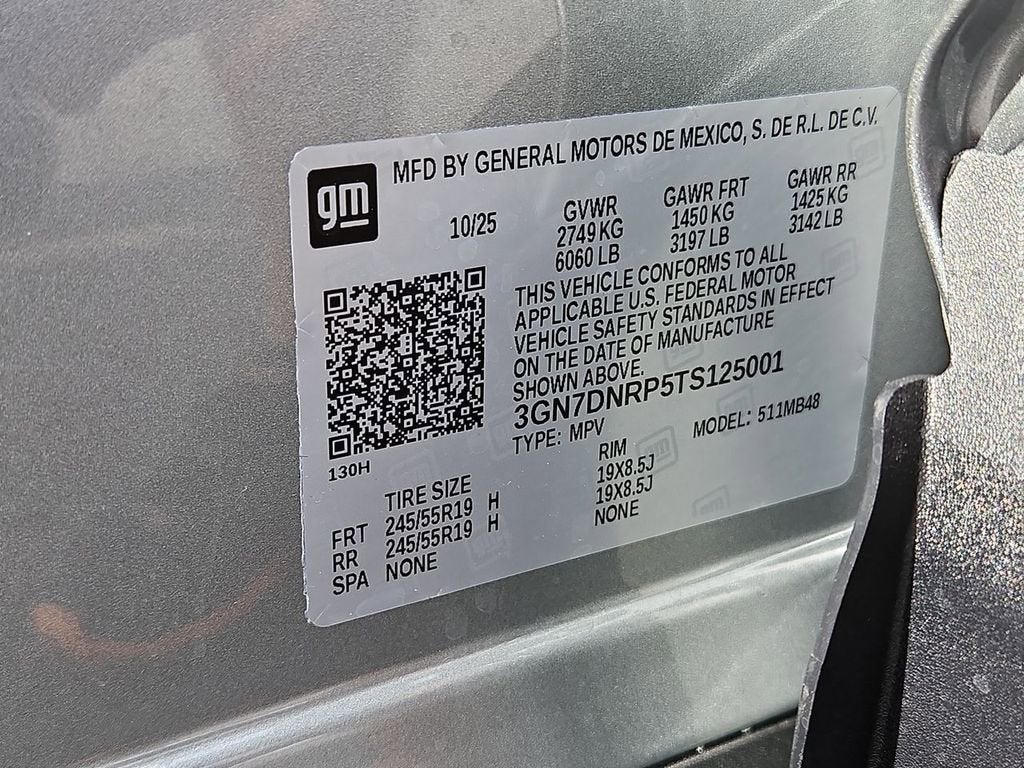 gm
MFD BY GENERAL MOTORS DE MEXICO, S. DE R.L. DE C.V.
10/25
GVWR
2749 KG
6060 LB
GAWR FRT
1450 KG
3197 LB
GAWR RR
1425 KG
3142 LB
THIS VEHICLE CONFORMS TO ALL
APPLICABLE U.S. FEDERAL MOTOR
VEHICLE SAFETY STANDARDS IN EFFECT
ON THE DATE OF MANUFACTURE
SHOWN ABOVE.
3GN7DNRP5TS125001
TYPE: MPV MODEL: 511MB48
130H
TIRE SIZE RIM
FRT 245/55R19 H 19X8.5J
RR 245/55R19 H 19X8.5J
SPA NONE NONE